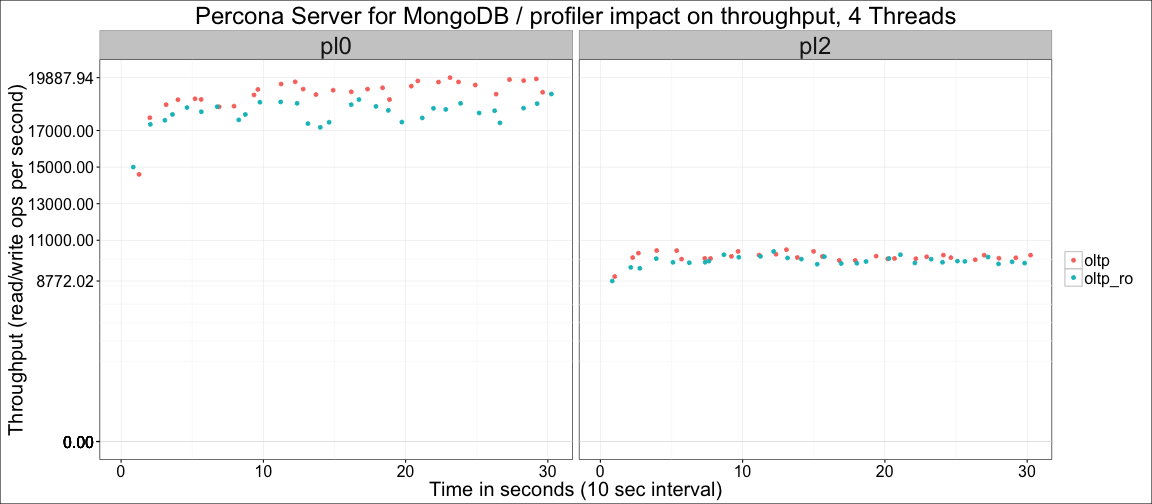 Percona Server for MongoDB / profiler impact on throughput, 4 Threads
pl0
pl2
Throughput (read/write ops per second)
19887.94
17000.00
15000.00
13000.00
11000.00
8772.02
0.00
0 10 20 30
0 10 20 30
Time in seconds (10 sec interval)
oltp
oltp_ro